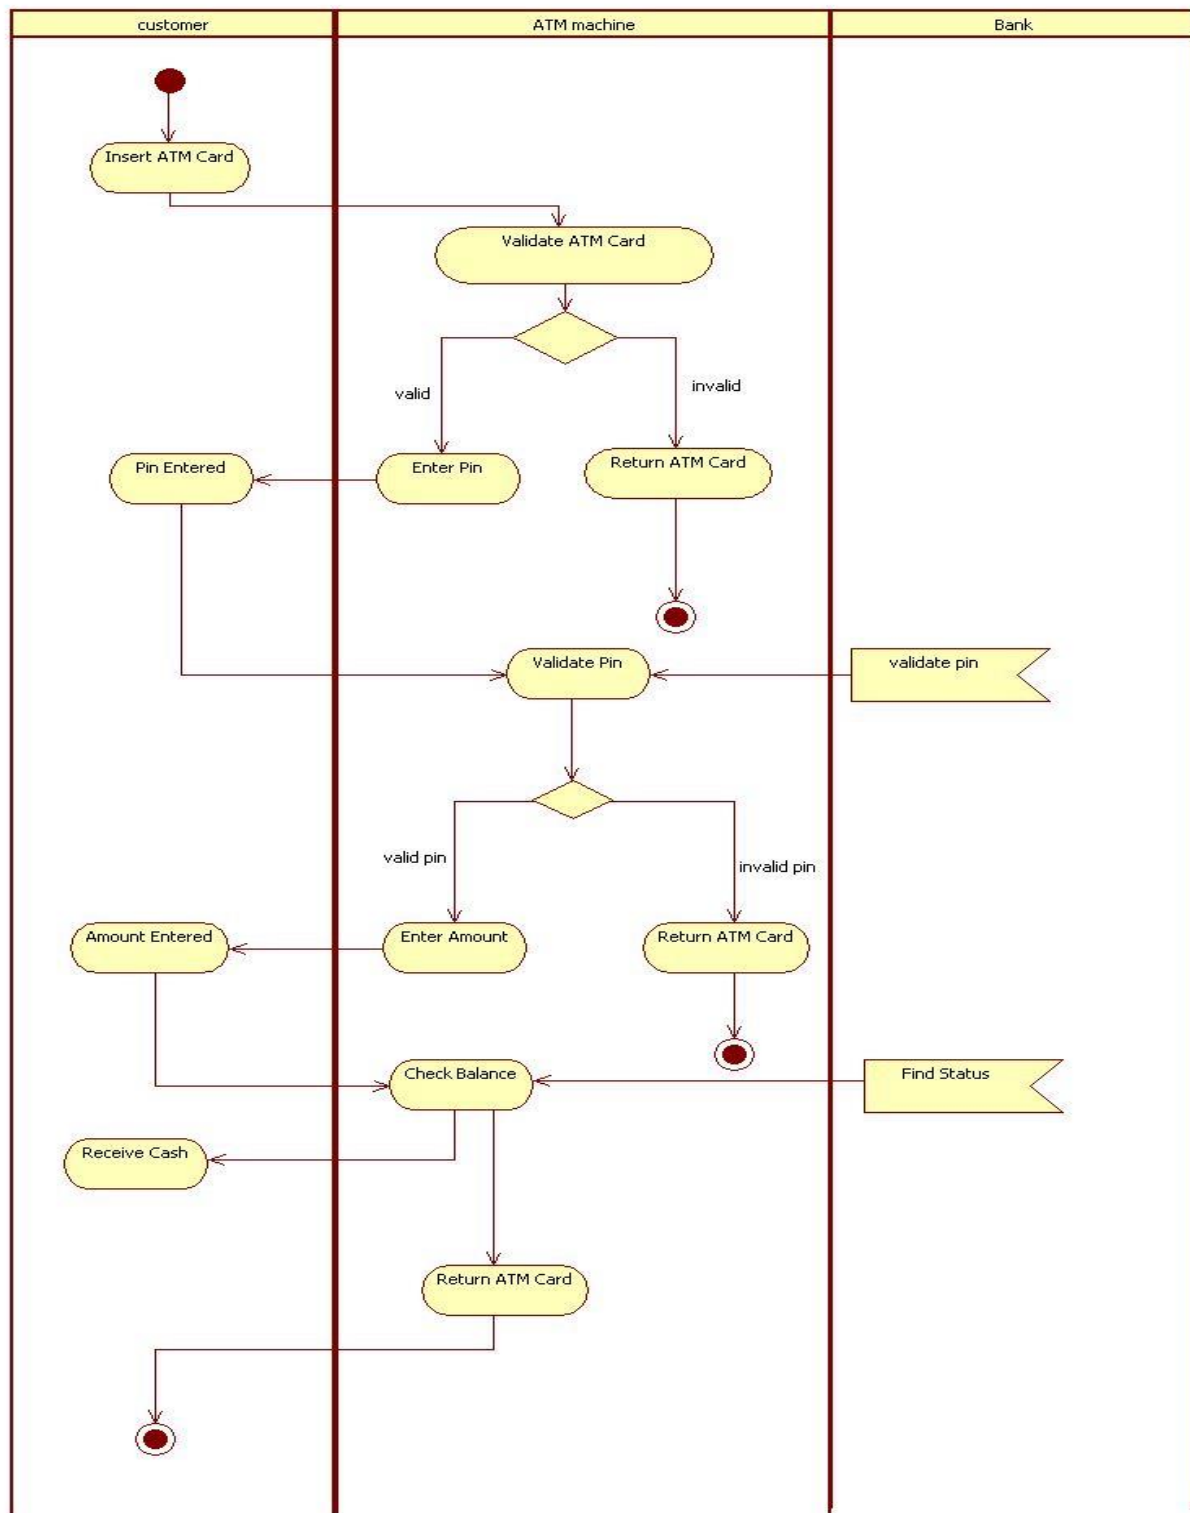 customer
ATM machine
Bank
Insert ATM Card
Validate ATM Card
valid
invalid
Pin Entered
Enter Pin
Return ATM Card
Validate Pin
validate pin
valid pin
invalid pin
Amount Entered
Enter Amount
Return ATM Card
Check Balance
Find Status
Receive Cash
Return ATM Card